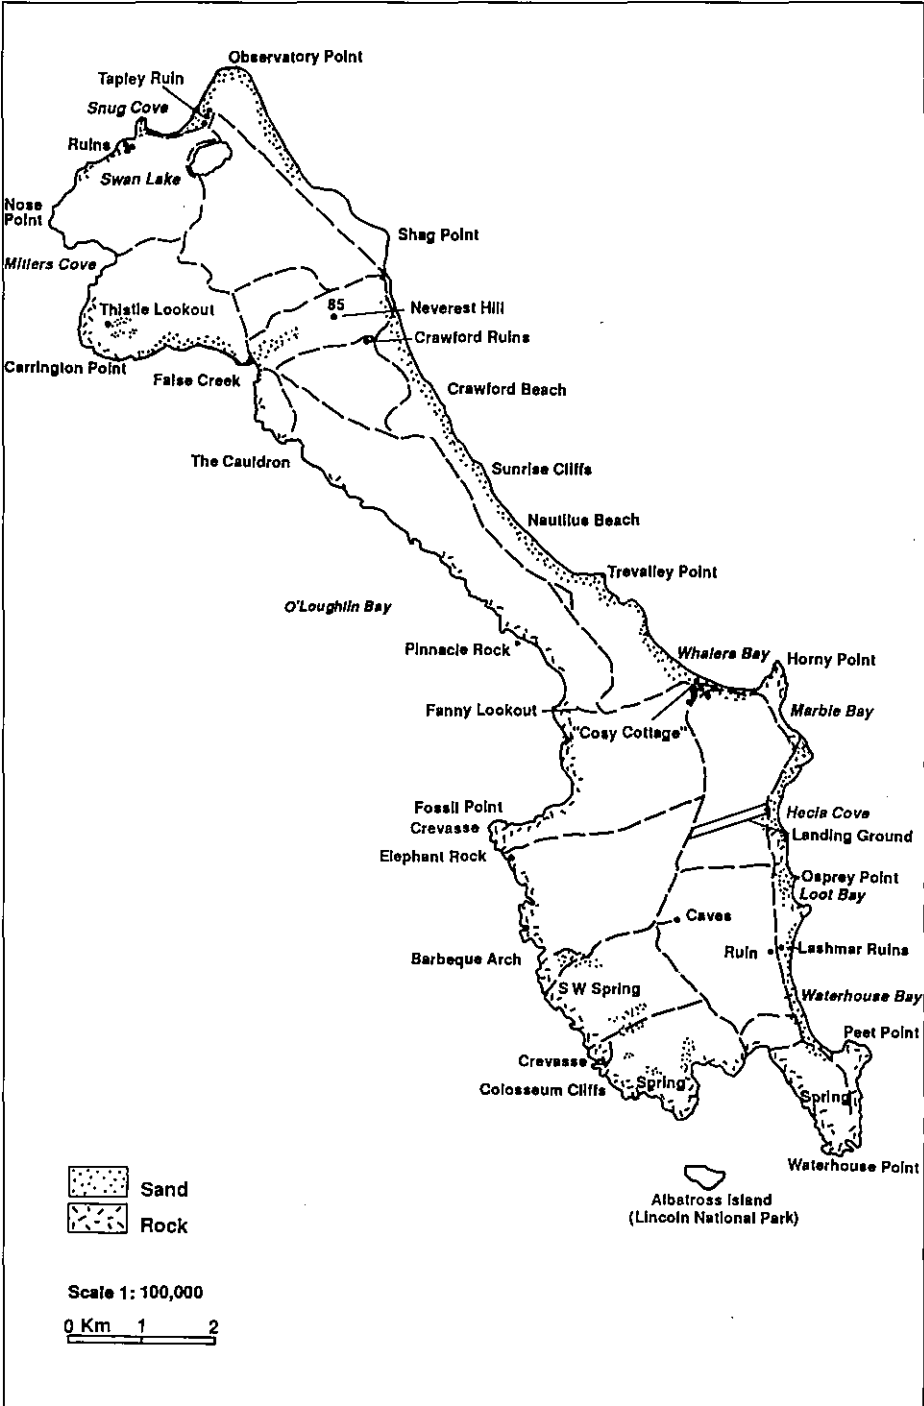 Observatory Point
Tapley Ruin
Snug Cove
Ruins
Swan Lake
Nose
Point
Shag Point
Millers Cove
Thistle Lookout
85
Neverest Hill
Crawford Ruins
Carrington Point
False Creek
Crawford Beach
The Cauldron
Sunrise Cliffs
Nautilus Beach
Trevalley Point
O'Loughlin Bay
Pinnacle Rock
Whalers Bay
Horny Point
Fanny Lookout
Marble Bay
"Cosy Cottage"
Fossil Point
Crevasse
Hecla Cove
Landing Ground
Elephant Rock
Osprey Point
Loot Bay
Caves
Barbeque Arch
Ruin
Lashmar Ruins
S W Spring
Waterhouse Bay
Peet Point
Crevasse
Colosseum Cliffs
Spring
Spring
Waterhouse Point
Albatross Island
(Lincoln National Park)
Sand
Rock
Scale 1: 100,000
0 Km 1 2